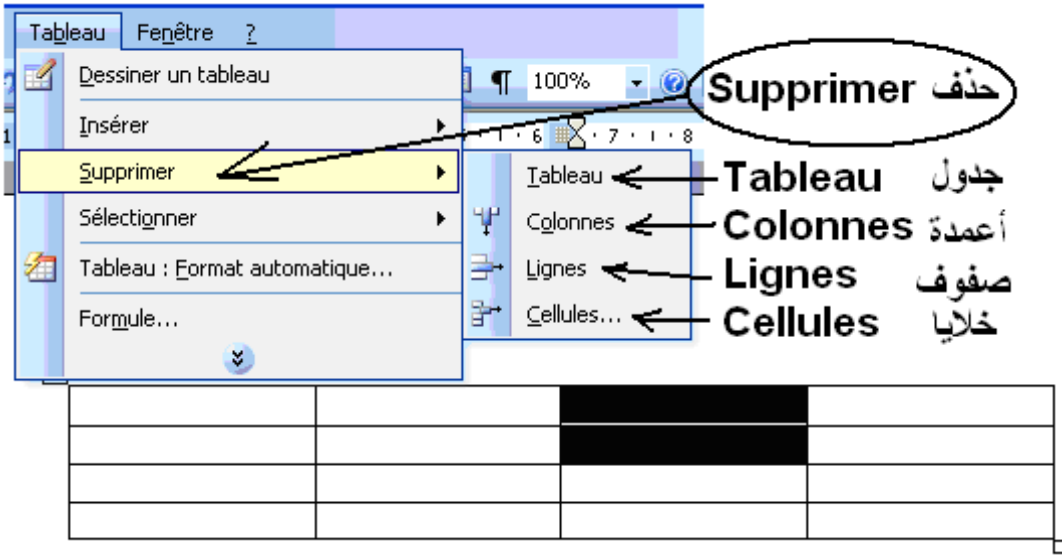 Tableau Fenêtre ?
Dessiner un tableau
¶ 100%
Supprimer حذف
Insérer
1 · 6 · 7 · ı · 8
Supprimer
Tableau
Tableau جدول
Sélectionner
Colonnes
Colonnes أعمدة
Tableau : Format automatique...
Lignes
Lignes صفوف
Formule...
Cellules...
Cellules خلايا